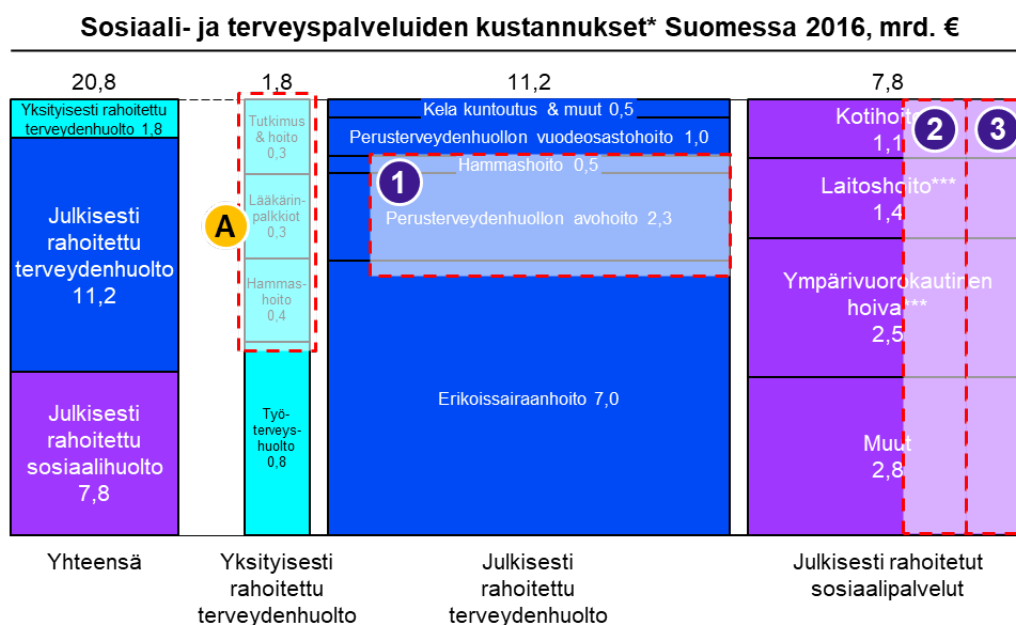 Sosiaali- ja terveyspalveluiden kustannukset* Suomessa 2016, mrd. €
20,8
1,8
11,2
7,8
Yksityisesti rahoitettu
terveydenhuolto 1,8
Julkisesti
rahoitettu
terveydenhuolto
11,2
Julkisesti
rahoitettu
sosiaalihuolto
7,8
A
Tutkimus
& hoito
0,3
Lääkärin-
palkkiot
0,3
Hammas-
hoito
0,4
Työ-
terveys-
huolto
0,8
Kela kuntoutus & muut 0,5
Perusterveydenhuollon vuodeosastohoito 1,0
1
Hammashoito 0,5
Perusterveydenhuollon avohoito 2,3
Erikoissairaanhoito 7,0
Kotihoito
1,1
2
3
Laitoshoito***
1,4
Ympärivuorokautinen
hoiva***
2,5
Muut
2,8
Yhteensä
Yksityisesti
rahoitettu
terveydenhuolto
Julkisesti
rahoitettu
terveydenhuolto
Julkisesti rahoitetut
sosiaalipalvelut